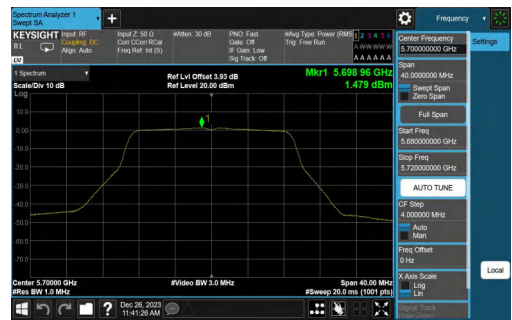 Spectrum Analyzer 1
Swept SA
Frequency
KEYSIGHT
RL
Input: RF
Coupling: DC
Align: Auto
Input Z: 50 Ω
Corr CCorr RCal
Freq Ref: Int (S)
#Atten: 30 dB
PNO: Fast
Gate: Off
IF Gain: Low
Sig Track: Off
#Avg Type: Power (RMS
Trig: Free Run
1 2 3 4 5 6
A W W W W W
A A A A A A
LV
1 Spectrum
Scale/Div 10 dB
Log
Ref Lvl Offset 3.93 dB
Ref Level 20.00 dBm
Mkr1 5.698 96 GHz
1.479 dBm
1
10.0
0.00
-10.0
-20.0
-30.0
-40.0
-50.0
-60.0
-70.0
Center 5.70000 GHz
#Res BW 1.0 MHz
#Video BW 3.0 MHz
Span 40.00 MHz
#Sweep 20.0 ms (1001 pts)
Center Frequency
5.700000000 GHz
Settings
Span
40.0000000 MHz
Swept Span
Zero Span
Full Span
Start Freq
5.680000000 GHz
Stop Freq
5.720000000 GHz
AUTO TUNE
CF Step
4.000000 MHz
Auto
Man
Freq Offset
0 Hz
X Axis Scale
Log
Lin
Signal Track
(Span Zoom)
Local
?
Dec 26, 2023
11:41:26 AM